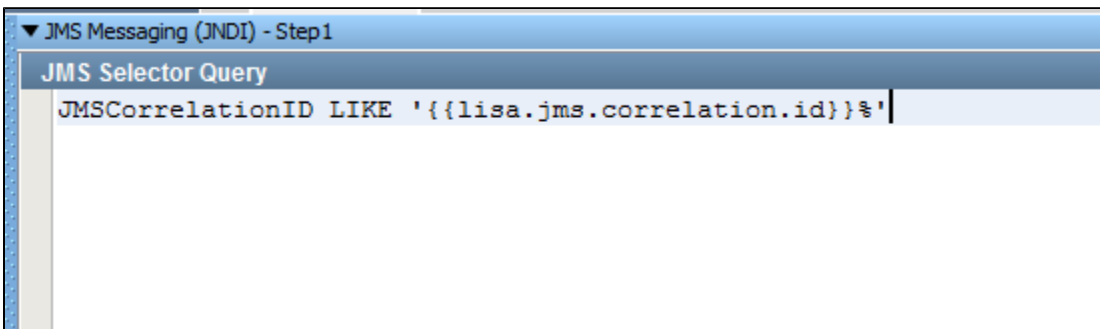 JMS Messaging (JNDI) - Step1
JMS Selector Query
JMSCorrelationID LIKE '{{lisa.jms.correlation.id}}%'